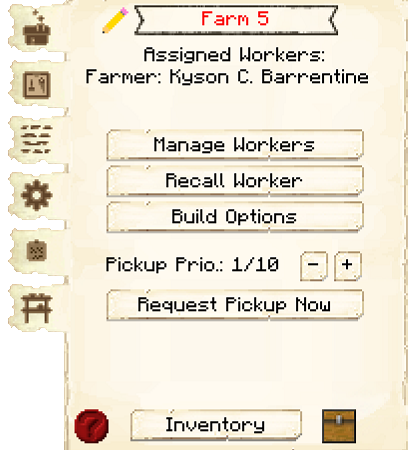 Farm 5
Assigned Workers:
Farmer: Kyson C. Barrentine
Manage Workers
Recall Worker
Build Options
Pickup Prio.: 1/10 - +
Request Pickup Now
? Inventory